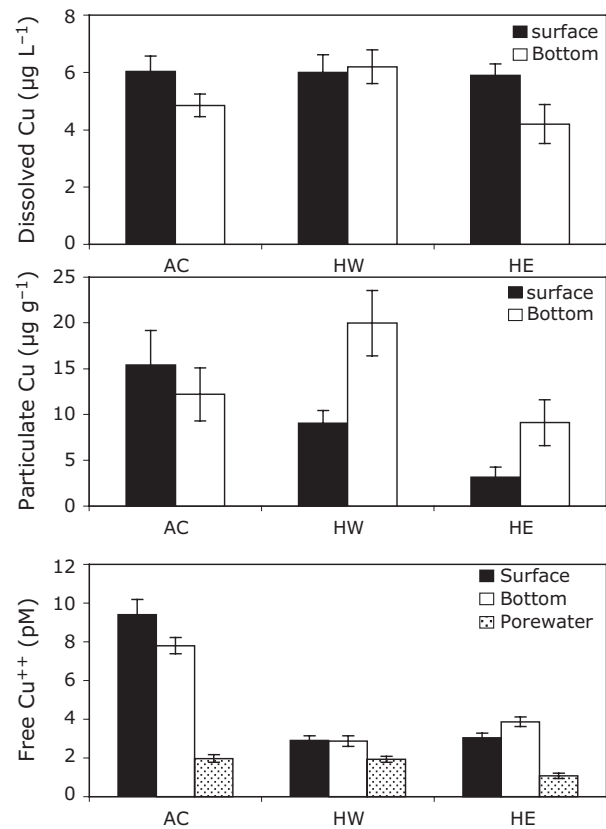 Dissolved Cu (µg L⁻¹)
8
6
4
2
0
surface
Bottom
AC HW HE
Particulate Cu (µg g⁻¹)
25
20
15
10
5
0
surface
Bottom
AC HW HE
Free Cu⁺⁺ (pM)
12
10
8
6
4
2
0
Surface
Bottom
Porewater
AC HW HE